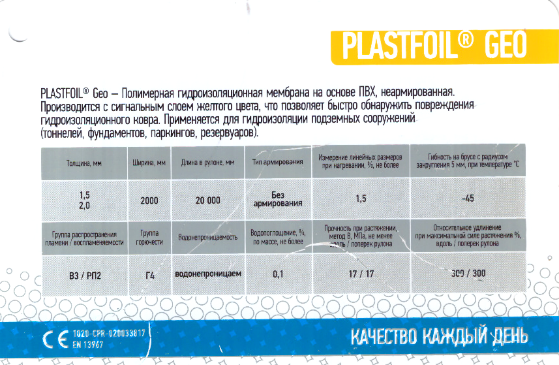 PLASTFOIL® GEO
PLASTFOIL® Geo – Полимерная гидроизоляционная мембрана на основе ПВХ, неармированная.
Производится с сигнальным слоем желтого цвета, что позволяет быстро обнаружить повреждения
гидроизоляционного ковра. Применяется для гидроизоляции подземных сооружений
(тоннелей, фундаментов, паркингов, резервуаров).
Толщина, мм
Ширина, мм
Длина в рулоне, мм
Тип армирования
Измерение линейных размеров
при нагревании, %, не более
Гибкость на брусе с радиусом
закругления 5 мм, при температуре °С
1,5
2,0
2000
20 000
Без
армирования
1,5
–45
Группа распространения
пламени / воспламеняемости
Группа
горючести
Водонепроницаемость
Водопоглощение, %,
по массе, не более
Прочность при растяжении,
метод В, МПа, не менее
вдоль / поперек рулона
Относительное удлинение
при максимальной силе растяжения %,
вдоль / поперек рулона
В3 / РП2
Г4
водонепроницаем
0,1
17 / 17
300 / 300
CE 1020-CPR-020033817
EN 13967
КАЧЕСТВО КАЖДЫЙ ДЕНЬ